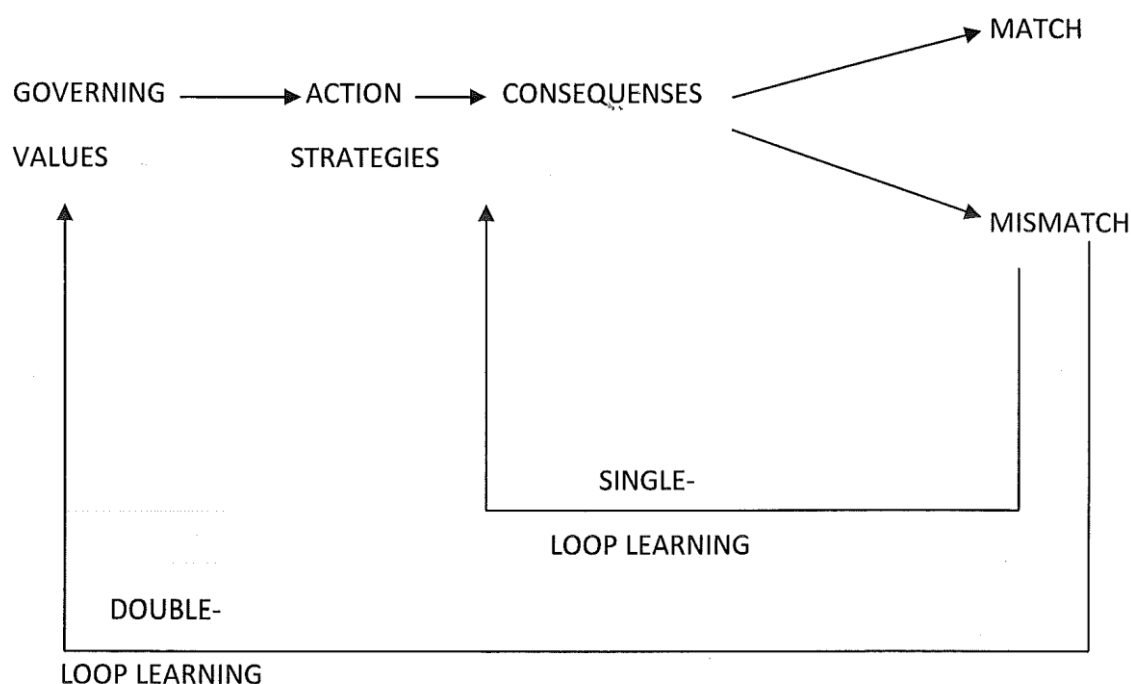 MATCH
GOVERNING ACTION CONSEQUENSES
VALUES STRATEGIES
MISMATCH
SINGLE-
LOOP LEARNING
DOUBLE-
LOOP LEARNING